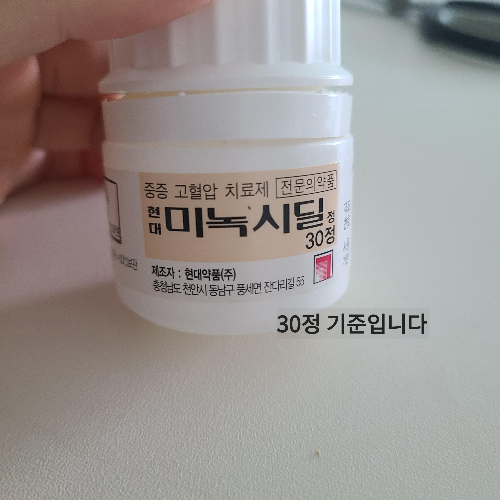 중증 고혈압 치료제 전문의약품
현대 미녹시딜 정
30정
제조자 : 현대약품(주)
충청남도 천안시 동남구 풍세면 잔다리길 55
30정 기준입니다